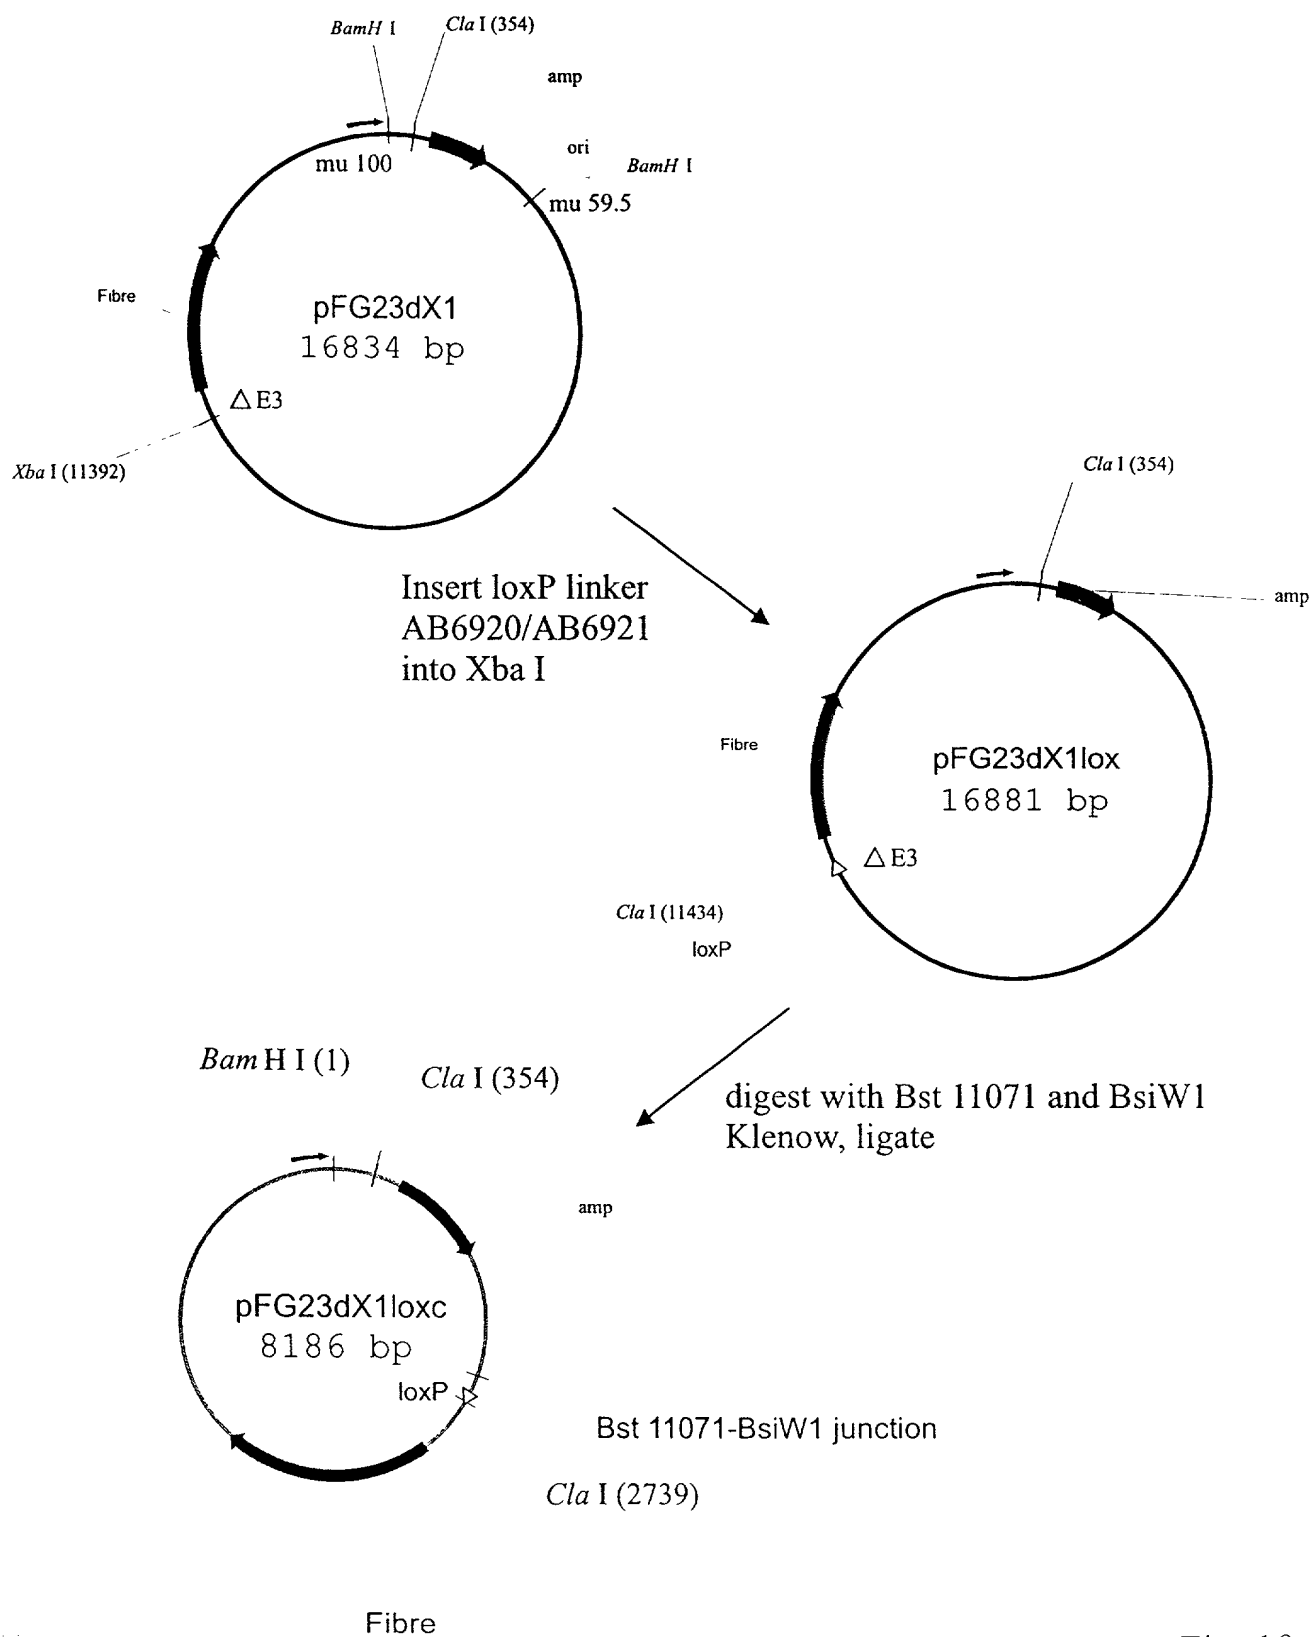 BamH I
Cla I (354)
amp
ori
BamH I
mu 100
mu 59.5
Fibre
pFG23dX1
16834 bp
△ E3
Xba I (11392)
Cla I (354)
Insert loxP linker
AB6920/AB6921
into Xba I
amp
Fibre
pFG23dX1lox
16881 bp
△ E3
Cla I (11434)
loxP
Bam H I (1)
Cla I (354)
digest with Bst 11071 and BsiW1
Klenow, ligate
amp
pFG23dX1loxc
8186 bp
loxP
Bst 11071-BsiW1 junction
Cla I (2739)
Fibre